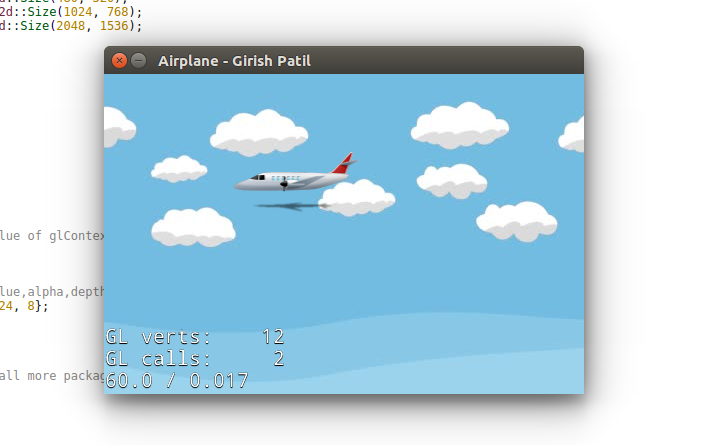 2d::Size(1024, 768);
d::Size(2048, 1536);
Airplane - Girish Patil
lue of glContex
lue,alpha,depth
24, 8};
all more packag
GL verts: 12
GL calls: 2
60.0 / 0.017